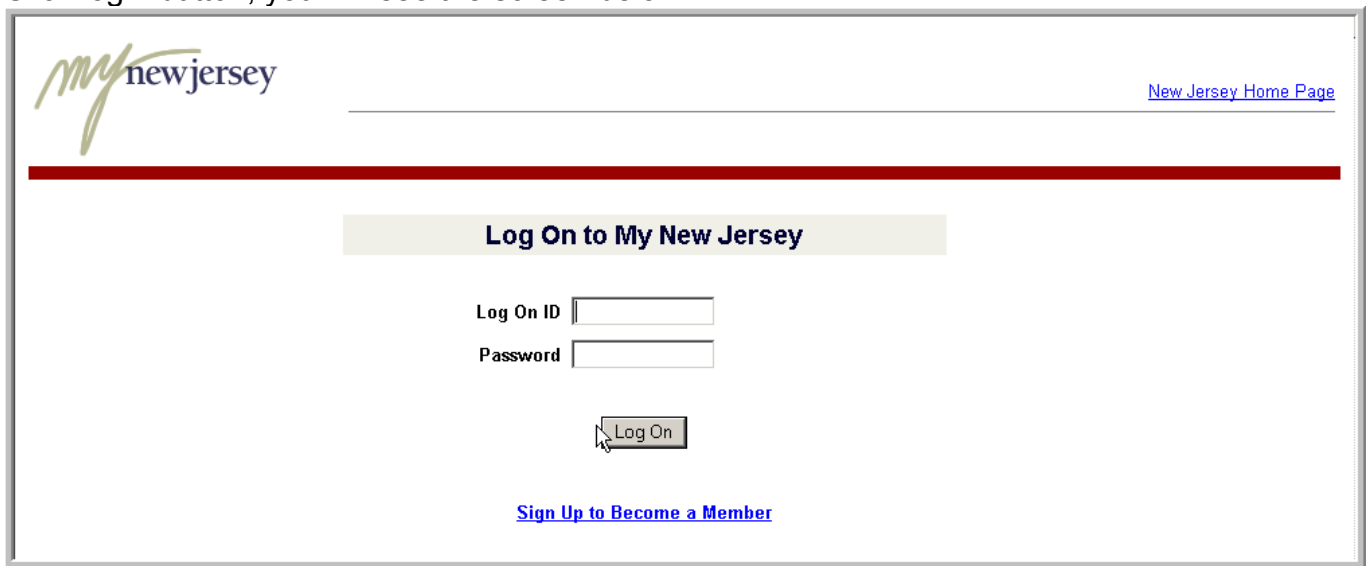 my newjersey
New Jersey Home Page
Log On to My New Jersey
Log On ID
Password
Log On
Sign Up to Become a Member